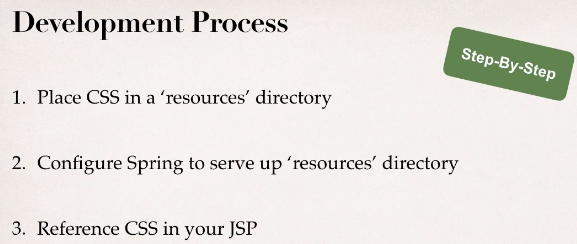 Development Process
Step-By-Step
1. Place CSS in a ‘resources’ directory
2. Configure Spring to serve up ‘resources’ directory
3. Reference CSS in your JSP